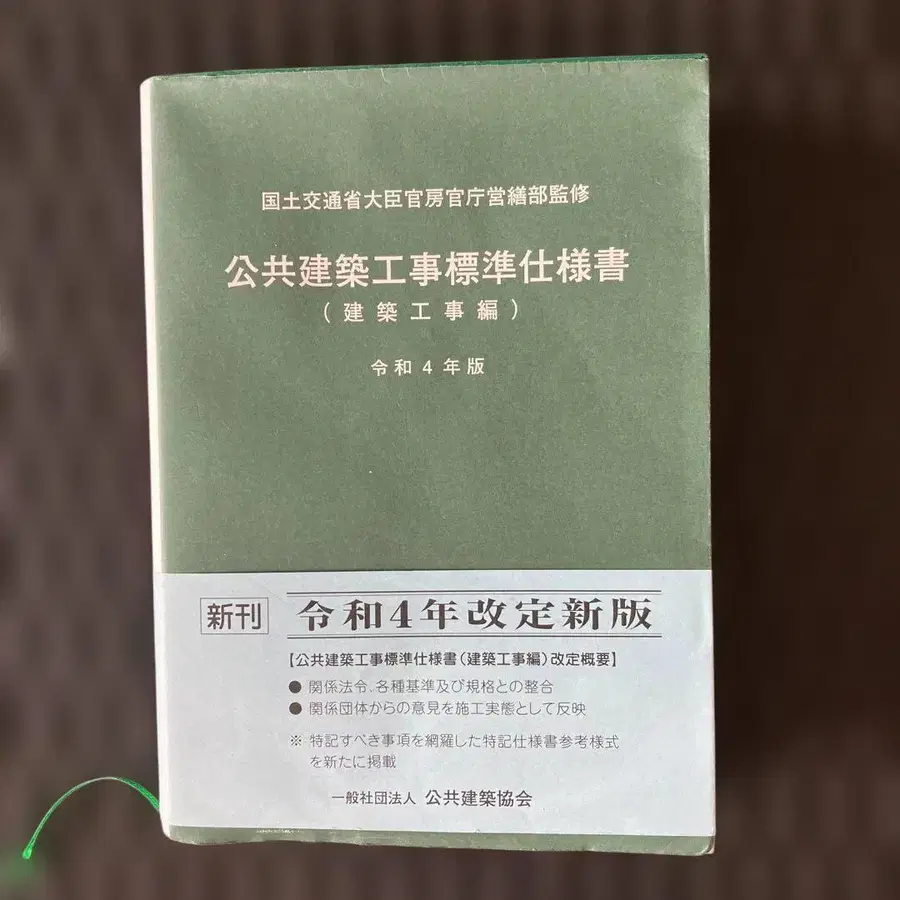 国土交通省大臣官房官庁営繕部監修
公共建築工事標準仕様書
(建築工事編)
令和4年版
新刊 令和4年改定新版
【公共建築工事標準仕様書(建築工事編)改定概要】
● 関係法令、各種基準及び規格との整合
● 関係団体からの意見を施工実態として反映
※ 特記すべき事項を網羅した特記仕様書参考様式
を新たに掲載
一般社団法人 公共建築協会